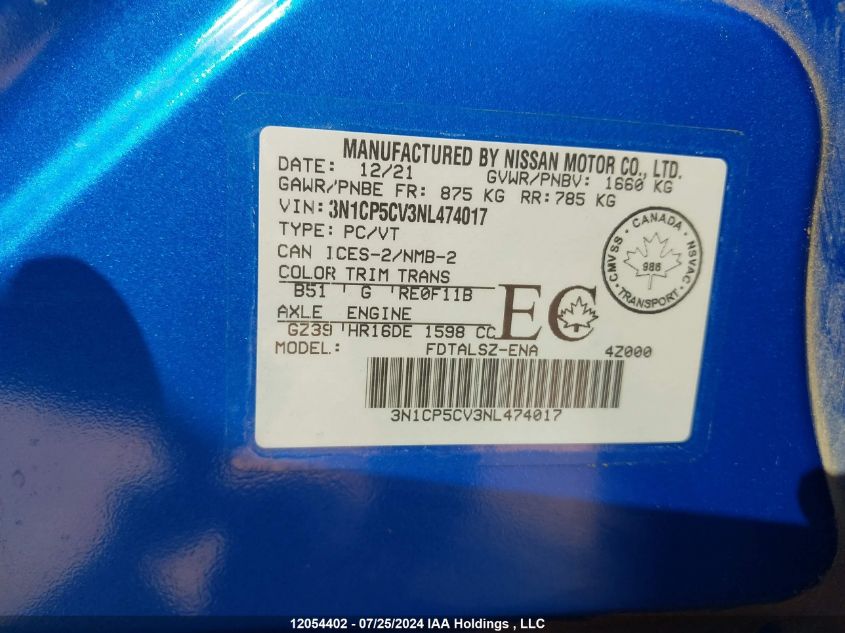 MANUFACTURED BY NISSAN MOTOR CO., LTD.
DATE: 12/21 GVWR/PNBV: 1660 KG
GAWR/PNBE FR: 875 KG RR: 785 KG
VIN: 3N1CP5CV3NL474017
TYPE: PC/VT
CAN ICES-2/NMB-2
COLOR TRIM TRANS
B51 ' G 'RE0F11B
AXLE ENGINE
GZ39 'HR16DE 1598 CC
EC
MODEL: FDTALSZ-ENA 4Z000
3N1CP5CV3NL474017
CMVSS • CANADA • NSVAC • TRANSPORT •
986
12054402 - 07/25/2024 IAA Holdings , LLC